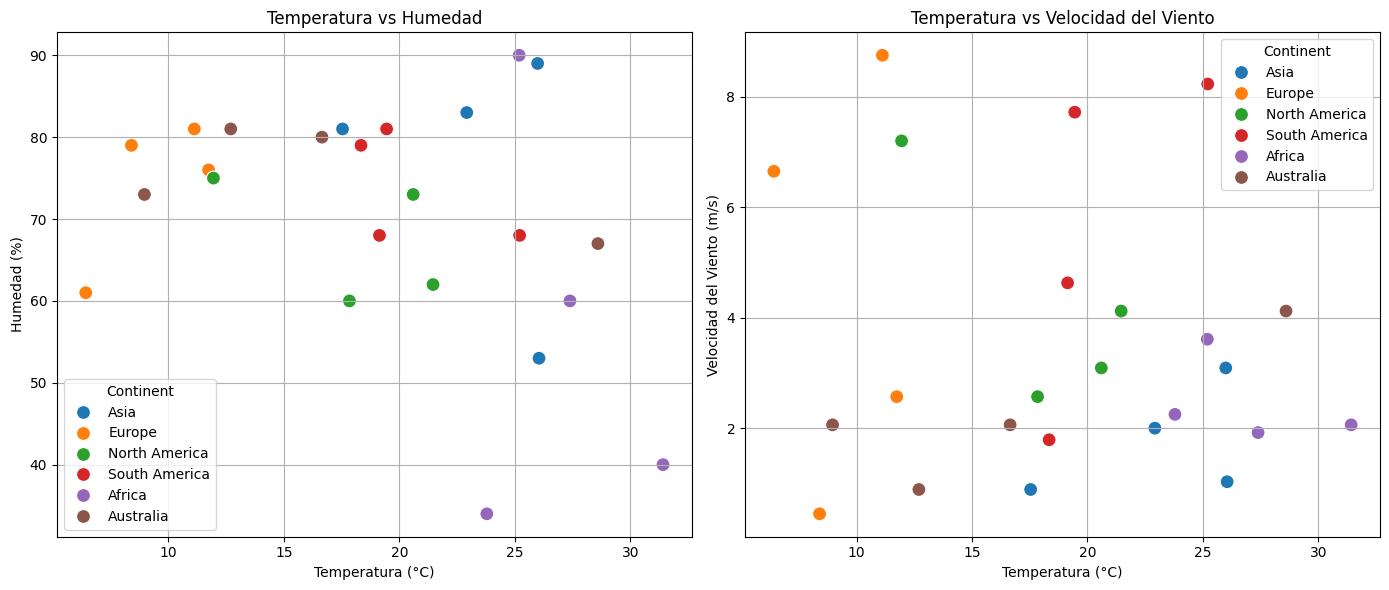 Temperatura vs Humedad
90
80
70
60
50
40
Humedad (%)
Continent
Asia
Europe
North America
South America
Africa
Australia
10 15 20 25 30
Temperatura (°C)
Temperatura vs Velocidad del Viento
8
6
4
2
Velocidad del Viento (m/s)
Continent
Asia
Europe
North America
South America
Africa
Australia
10 15 20 25 30
Temperatura (°C)